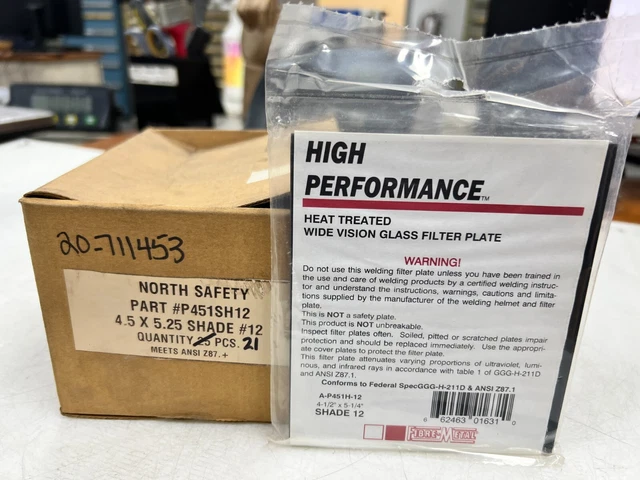 20-711453
NORTH SAFETY
PART #P451SH12
4.5 X 5.25 SHADE #12
QUANTITY 25 PCS. 21
MEETS ANSI Z87.+
HIGH
PERFORMANCE™
HEAT TREATED
WIDE VISION GLASS FILTER PLATE
WARNING!
Do not use this welding filter plate unless you have been trained in
the use and care of welding products by a certified welding instruc-
tor and understand the instructions, warnings, cautions and limita-
tions supplied by the manufacturer of the welding helmet and filter
plate.
This is NOT a safety plate.
This product is NOT unbreakable.
Inspect filter plates often. Soiled, pitted or scratched plates impair
protection and should be replaced immediately. Use the appropri-
ate cover plates to protect the filter plate.
This filter plate attenuates varying proportions of ultraviolet, lumi-
nous, and infrared rays in accordance with table 1 of GGG-H-211D
and ANSI Z87.1.
Conforms to Federal SpecGGG-H-211D & ANSI Z87.1
A-P451H-12
4-1/2" x 5-1/4"
SHADE 12
6 62463 01631 0
FIBRE-METAL